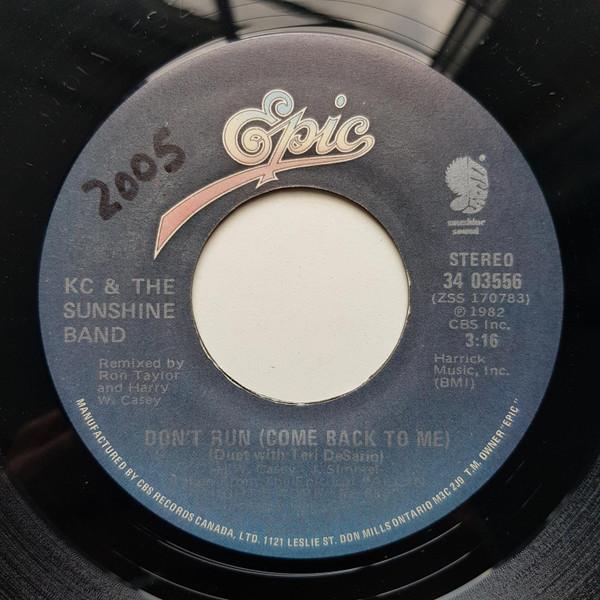 Epic
2005
sunshine
sound
STEREO
34 03556
(ZSS 170783)
℗ 1982
CBS Inc.
3:16
Harrick
Music, Inc.
(BMI)
KC & THE
SUNSHINE
BAND
Remixed by
Ron Taylor
and Harry
W. Casey
DON'T RUN (COME BACK TO ME)
(Duet with Teri DeSario)
MANUFACTURED BY CBS RECORDS CANADA, LTD. 1121 LESLIE ST. DON MILLS ONTARIO M3C 2J9 T.M. OWNER "EPIC"